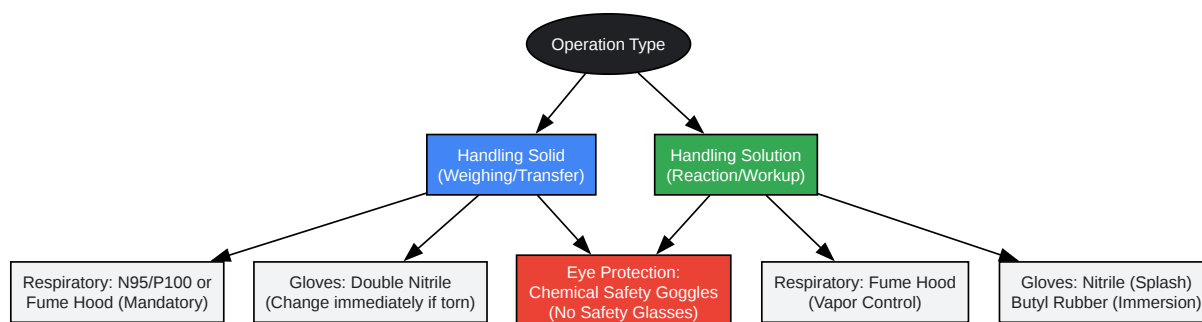 Operation Type
Handling Solid
(Weighing/Transfer)
Handling Solution
(Reaction/Workup)
Respiratory: N95/P100 or
Fume Hood (Mandatory)
Gloves: Double Nitrile
(Change immediately if torn)
Eye Protection:
Chemical Safety Goggles
(No Safety Glasses)
Respiratory: Fume Hood
(Vapor Control)
Gloves: Nitrile (Splash)
Butyl Rubber (Immersion)